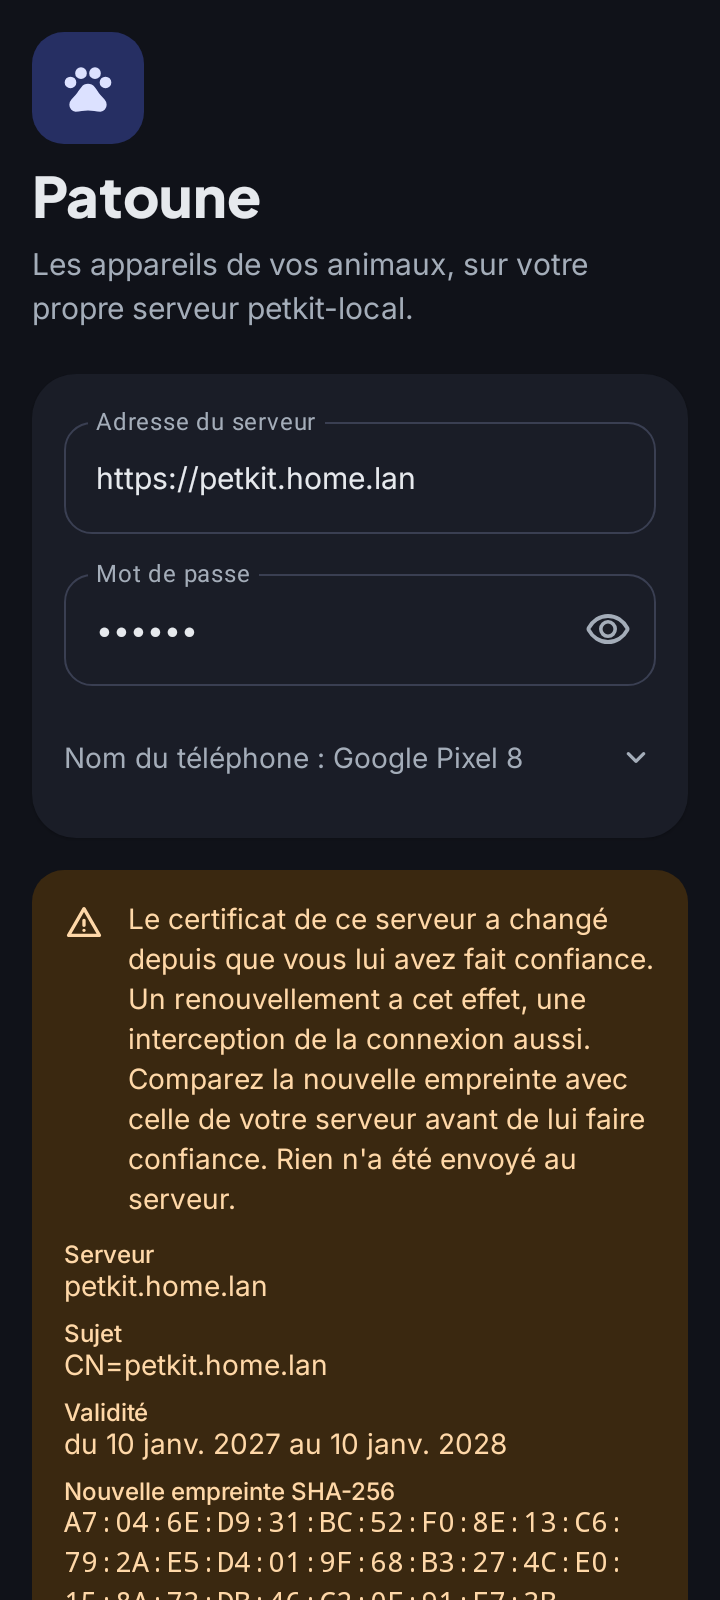 Patoune
Les appareils de vos animaux, sur votre
propre serveur petkit-local.
Adresse du serveur
https://petkit.home.lan
Mot de passe
••••••
Nom du téléphone : Google Pixel 8
Le certificat de ce serveur a changé
depuis que vous lui avez fait confiance.
Un renouvellement a cet effet, une
interception de la connexion aussi.
Comparez la nouvelle empreinte avec
celle de votre serveur avant de lui faire
confiance. Rien n'a été envoyé au
serveur.
Serveur
petkit.home.lan
Sujet
CN=petkit.home.lan
Validité
du 10 janv. 2027 au 10 janv. 2028
Nouvelle empreinte SHA-256
A7:04:6E:D9:31:BC:52:F0:8E:13:C6:
79:2A:E5:D4:01:9F:68:B3:27:4C:E0: